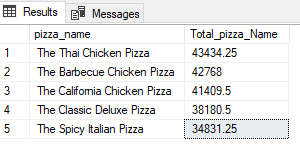 Results Messages
pizza_name Total_pizza_Name
1 The Thai Chicken Pizza 43434.25
2 The Barbecue Chicken Pizza 42768
3 The California Chicken Pizza 41409.5
4 The Classic Deluxe Pizza 38180.5
5 The Spicy Italian Pizza 34831.25